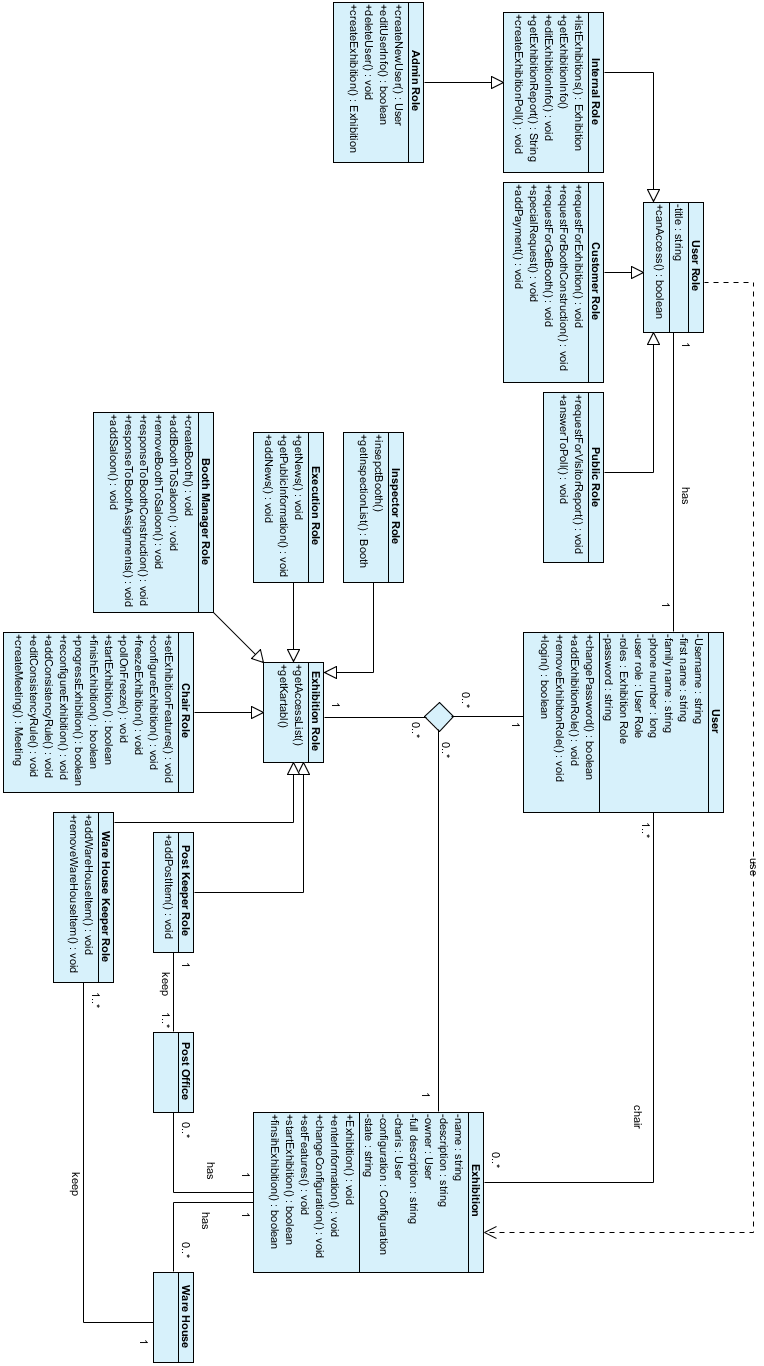 Admin Role
+createNewUser() : User
+editUserInfo() : boolean
+deleteUser() : void
+createExhibition() : Exhibition
Internal Role
+listExhibitions() : Exhibition
+getExhibitionInfo()
+editExhibitionInfo() : void
+getExhibitionReport() : String
+createExhibitionPoll() : void
User Role
-title : string
+canAccess() : boolean
Customer Role
+requestForExhibition() : void
+requestForBoothConstruction() : void
+requestForGetBooth() : void
+specialRequest() : void
+addPayment() : void
Public Role
+requestForVisitorReport() : void
+answerToPoll() : void
1
has
1
use
User
-Username : string
-first name : string
-family name : string
-phone number : long
-user role : User Role
-roles : Exhibition Role
-password : string
+changePassword() : boolean
+addExhibitionRole() : void
+removeExhibitonRole() : void
+login() : boolean
Inspector Role
+insepctBooth()
+getInspectionList() : Booth
Execution Role
+getNews() : void
+getPublicInformation() : void
+addNews() : void
Booth Manager Role
+createBooth() : void
+addBoothToSaloon() : void
+removeBoothToSaloon() : void
+responseToBoothConstruction() : void
+responseToBoothAssignments() : void
+addSaloon() : void
Exhibition Role
+getAccessList()
+getKartabl()
Chair Role
+setExhibitionFeatures() : void
+configureExhibition() : void
+freezeExhibition() : void
+pollOnFreeze() : void
+startExhibition() : boolean
+finishExhibition() : boolean
+progressExhibition() : boolean
+reconfigureExhibition() : void
+addConsistencyRule() : void
+editConsistencyRule() : void
+createMeeting() : Meeting
1
0..*
0..*
1
0..*
1
1..*
chair
0..*
Post Keeper Role
+addPostItem() : void
Ware House Keeper Role
+addWareHouseItem() : void
+removeWareHouseItem() : void
1
keep
1..*
Post Office
0..*
has
1
1..*
keep
1
Exhibition
-name : string
-description : string
-owner : User
-full description : string
-charis : User
-configuration : Configuration
-state : string
+Exhibition() : void
+enterInformation() : void
+changeConfiguration() : void
+setFeatures() : void
+startExhibition() : boolean
+finsihExhibition() : boolean
1
has
0..*
Ware House